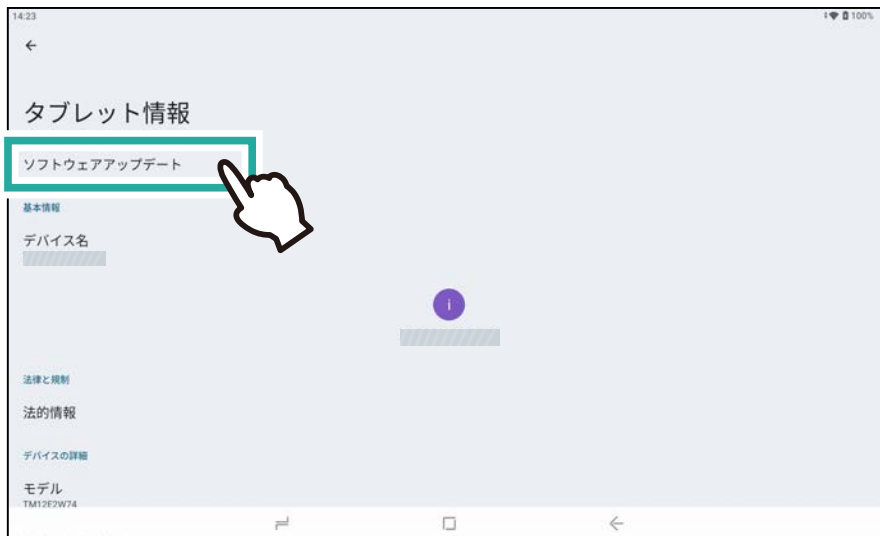 14:23
100%
タブレット情報
ソフトウェアアップデート
基本情報
デバイス名
i
法律と規制
法的情報
デバイスの詳細
モデル
TM12F2W74